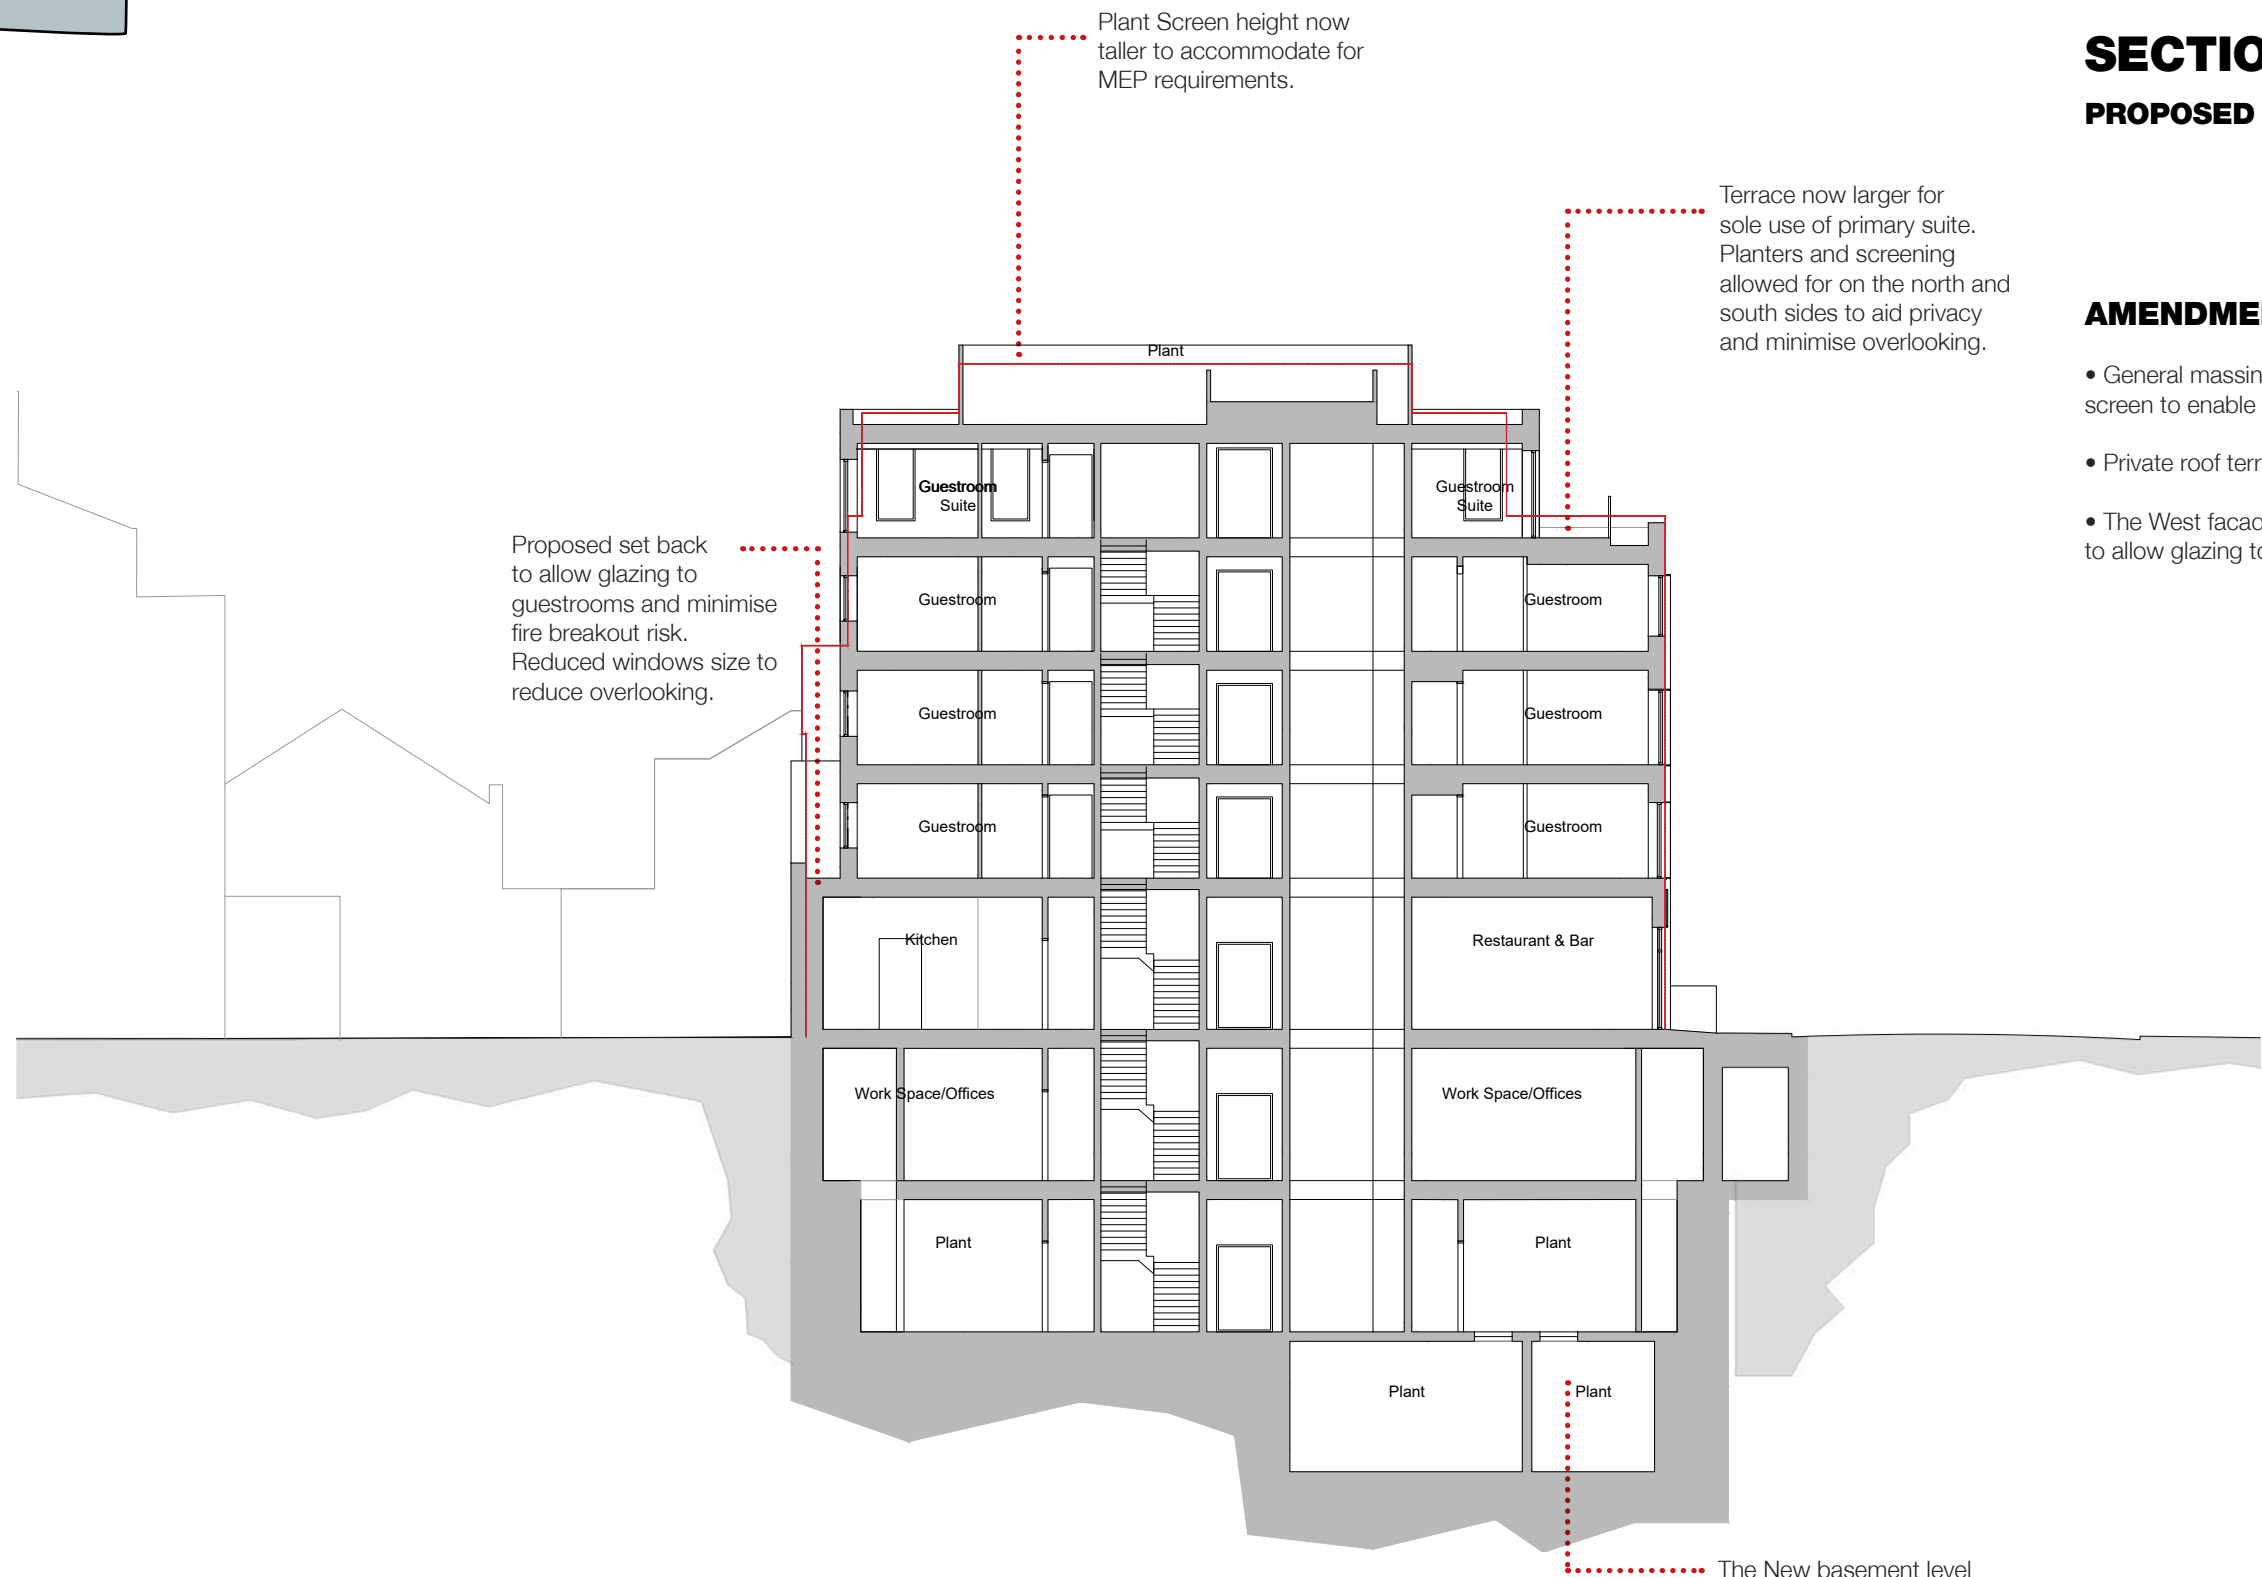 Plant Screen height now
taller to accommodate for
MEP requirements.
SECTIO
PROPOSED
Terrace now larger for
sole use of primary suite.
Planters and screening
allowed for on the north and
south sides to aid privacy
and minimise overlooking.
AMENDME
• General massin
screen to enable
• Private roof terr
• The West facad
to allow glazing to
Proposed set back
to allow glazing to
guestrooms and minimise
fire breakout risk.
Reduced windows size to
reduce overlooking.
Plant
Guestroom
Suite
Guestroom
Suite
Guestroom
Guestroom
Guestroom
Guestroom
Guestroom
Guestroom
Kitchen
Restaurant & Bar
Work Space/Offices
Work Space/Offices
Plant
Plant
Plant
Plant
The New basement level